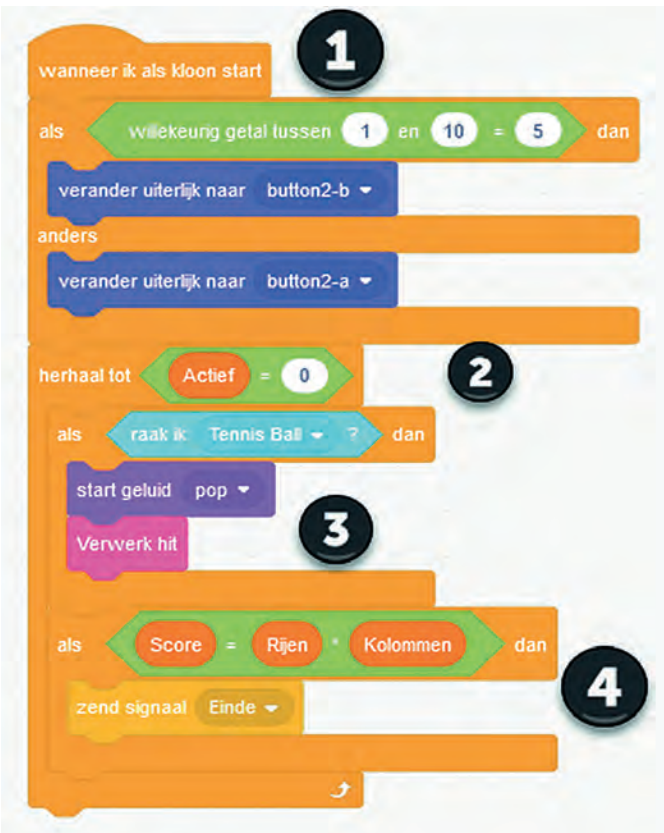 wanneer ik als kloon start
1
als willekeurig getal tussen 1 en 10 = 5 dan
verander uiterlijk naar button2-b
anders
verander uiterlijk naar button2-a
herhaal tot Actief = 0
2
als raak ik Tennis Ball ? dan
start geluid pop
Verwerk hit
3
als Score = Rijen * Kolommen dan
zend signaal Einde
4